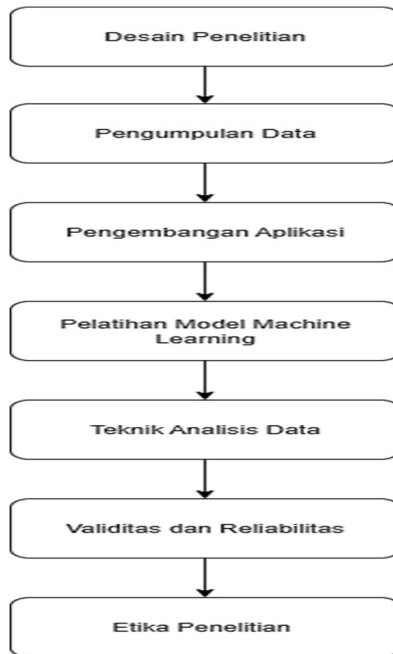 Desain Penelitian
Pengumpulan Data
Pengembangan Aplikasi
Pelatihan Model Machine
Learning
Teknik Analisis Data
Validitas dan Reliabilitas
Etika Penelitian